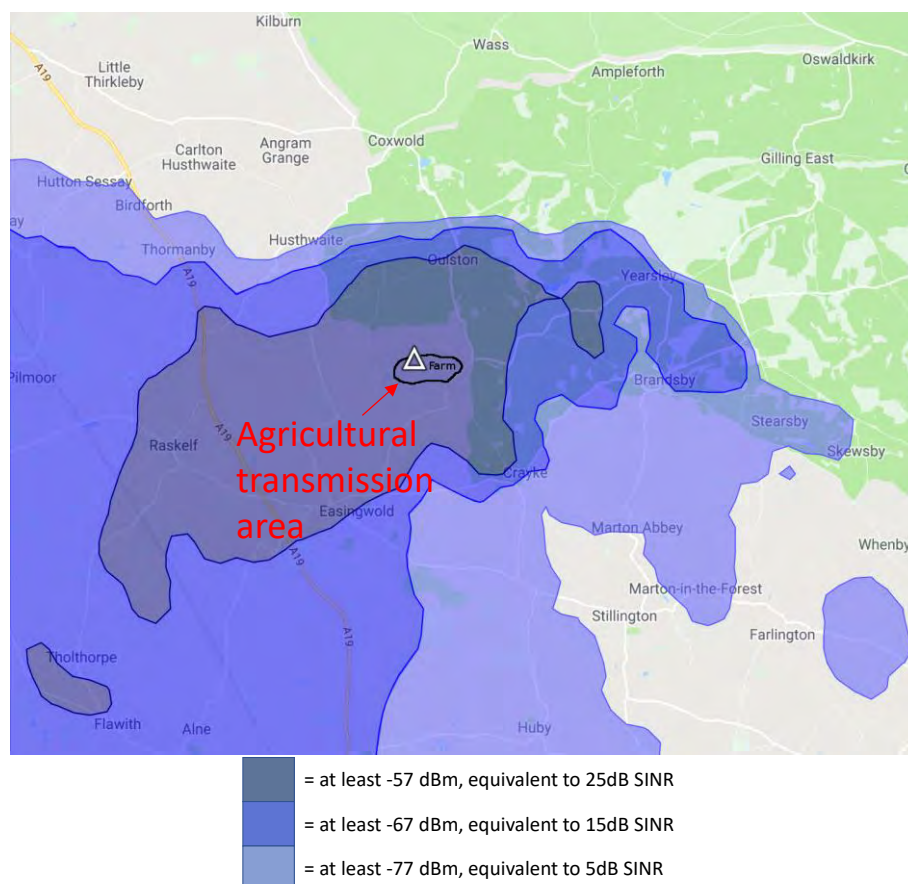 Kilburn
Wass
Oswaldkirk
Little
Thirkleby
A19
Ampleforth
Carlton
Husthwaite
Angram
Grange
Coxwold
Gilling East
Hutton Sessay
Birdforth
ay
Thormanby
Husthwaite
A19
Oulston
Yearsley
Pilmoor
Farm
Brandsby
Agricultural
transmission
area
Raskelf
A19
Stearsby
Skewsby
Crayke
Easingwold
Marton Abbey
A19
Whenby
Marton-in-the-Forest
Stillington
Farlington
A19
Tholthorpe
Flawith
Alne
Huby
= at least -57 dBm, equivalent to 25dB SINR
= at least -67 dBm, equivalent to 15dB SINR
= at least -77 dBm, equivalent to 5dB SINR